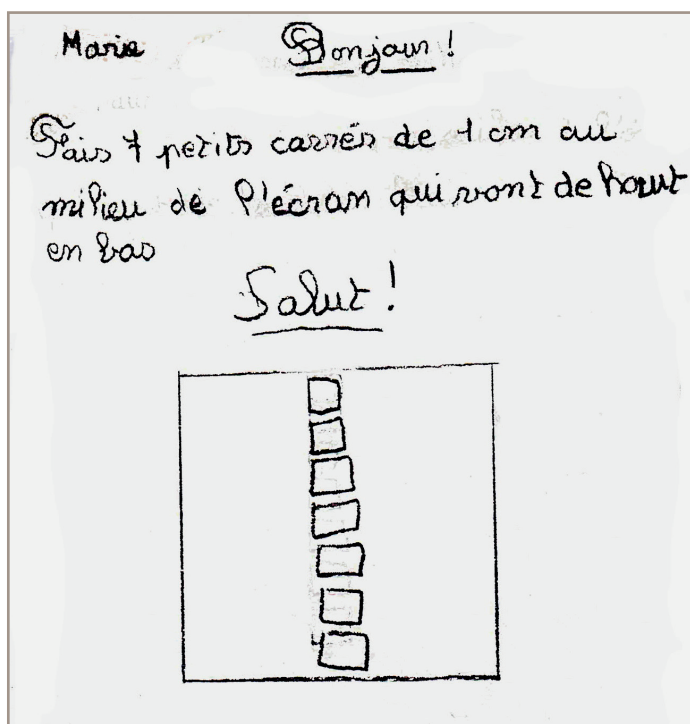 Marie Bonjour !
Fais 7 petits carrés de 1 cm au
milieu de l'écran qui vont de haut
en bas
Salut !